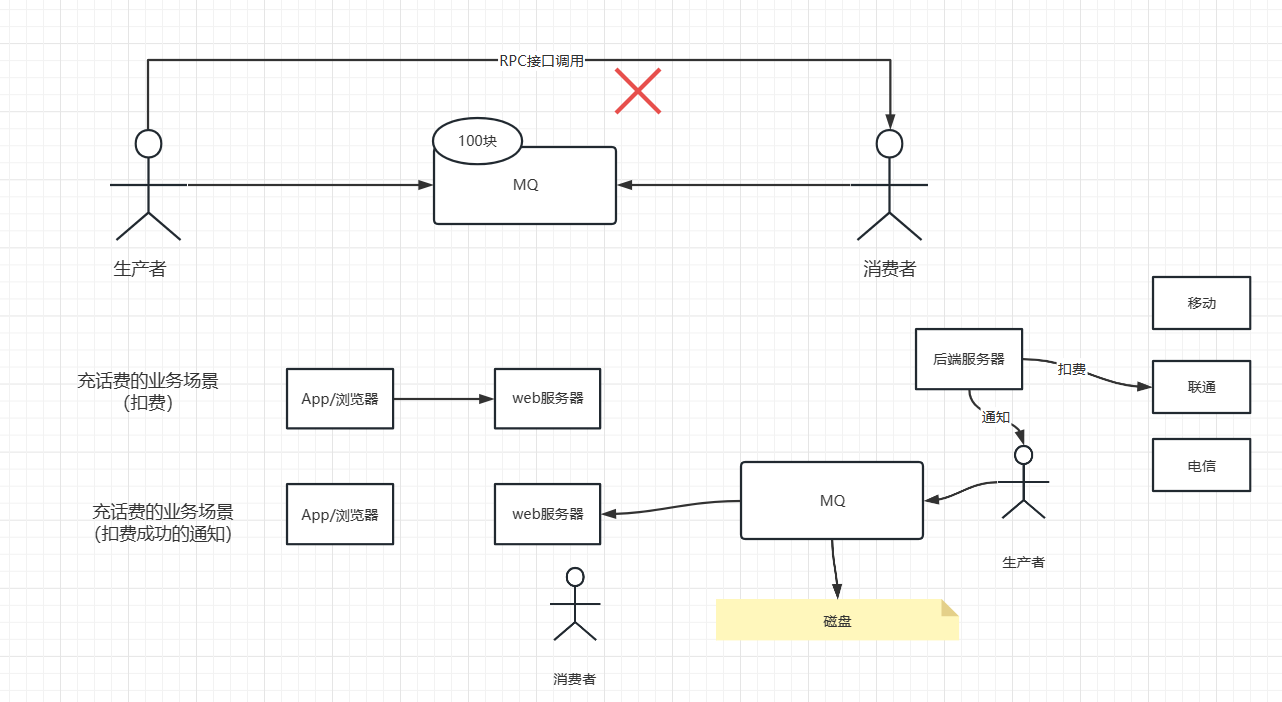 RPC接口调用
100块
MQ
生产者
消费者
移动
后端服务器
扣费
联通
充话费的业务场景
（扣费）
App/浏览器
web服务器
通知
电信
充话费的业务场景
（扣费成功的通知）
App/浏览器
web服务器
MQ
生产者
磁盘
消费者